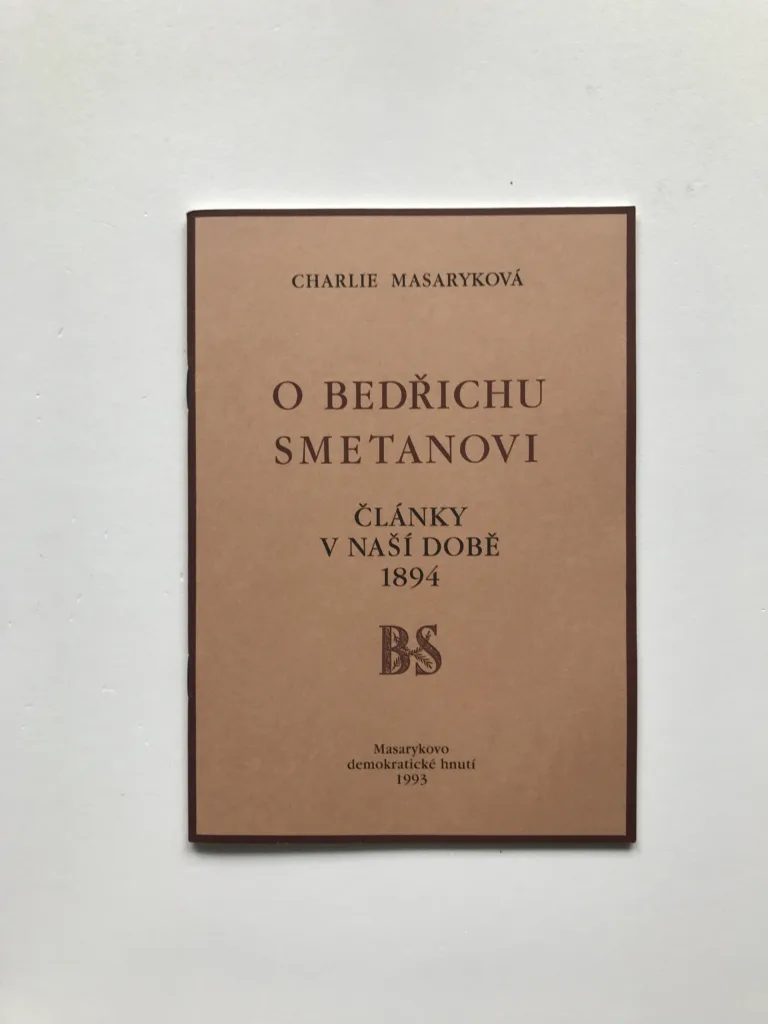 CHARLIE MASARYKOVÁ
O BEDŘICHU
SMETANOVI
ČLÁNKY
V NAŠÍ DOBĚ
1894
BS
Masarykovo
demokratické hnutí
1993